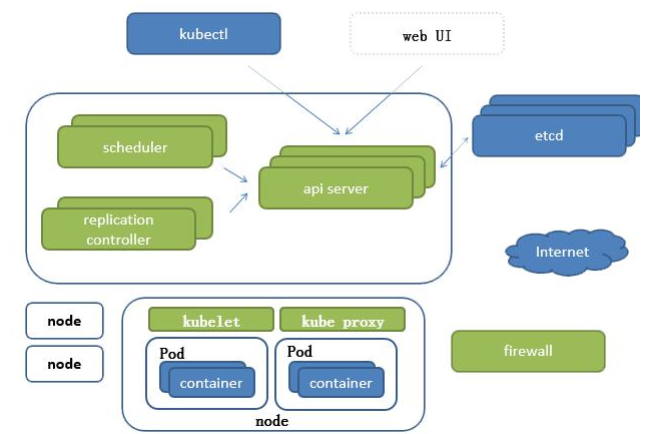 kubectl
web UI
scheduler
etcd
api server
replication
controller
Internet
node
node
kubelet
kube proxy
Pod
container
Pod
container
node
firewall